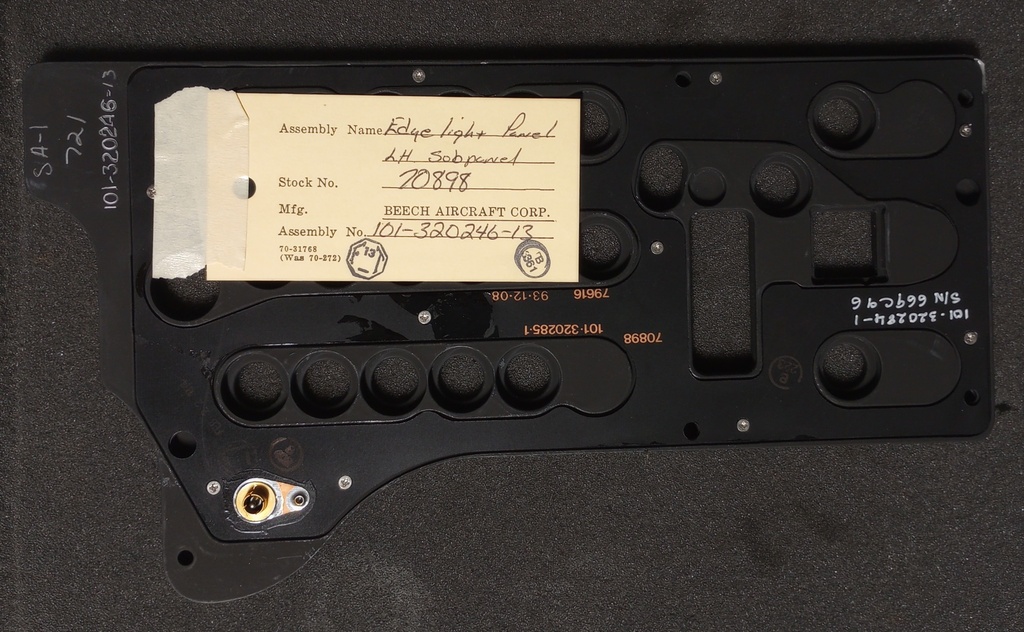 SA-1
721
101-320246-13
Assembly Name Edge light Panel
LH Subpanel
Stock No. 70898
Mfg. BEECH AIRCRAFT CORP.
Assembly No. 101-320246-13
70-31768
(Was 70-272)
13
79616 93-12-08
70898 101-320285-1
101-320284-1
S/N 669C96